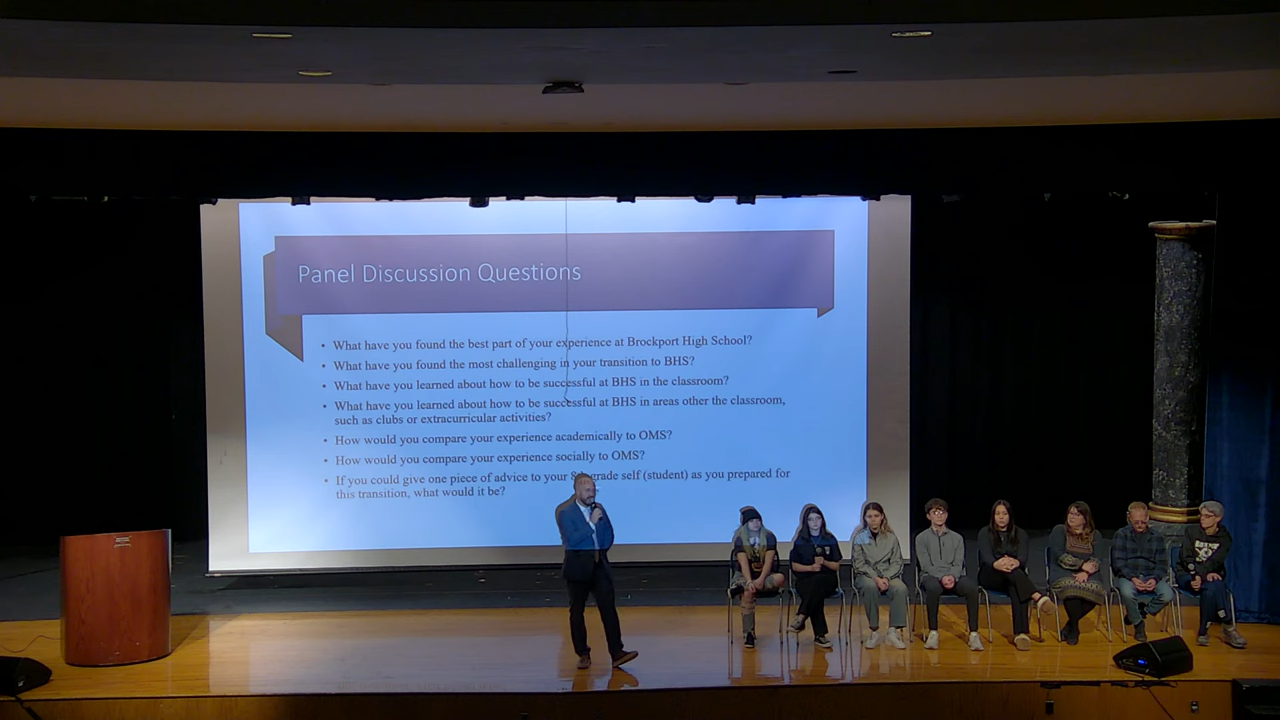 Panel Discussion Questions
• What have you found the best part of your experience at Brockport High School?
• What have you found the most challenging in your transition to BHS?
• What have you learned about how to be successful at BHS in the classroom?
• What have you learned about how to be successful at BHS in areas other the classroom,
such as clubs or extracurricular activities?
• How would you compare your experience academically to OMS?
• How would you compare your experience socially to OMS?
• If you could give one piece of advice to your 8th grade self (student) as you prepared for
this transition, what would it be?